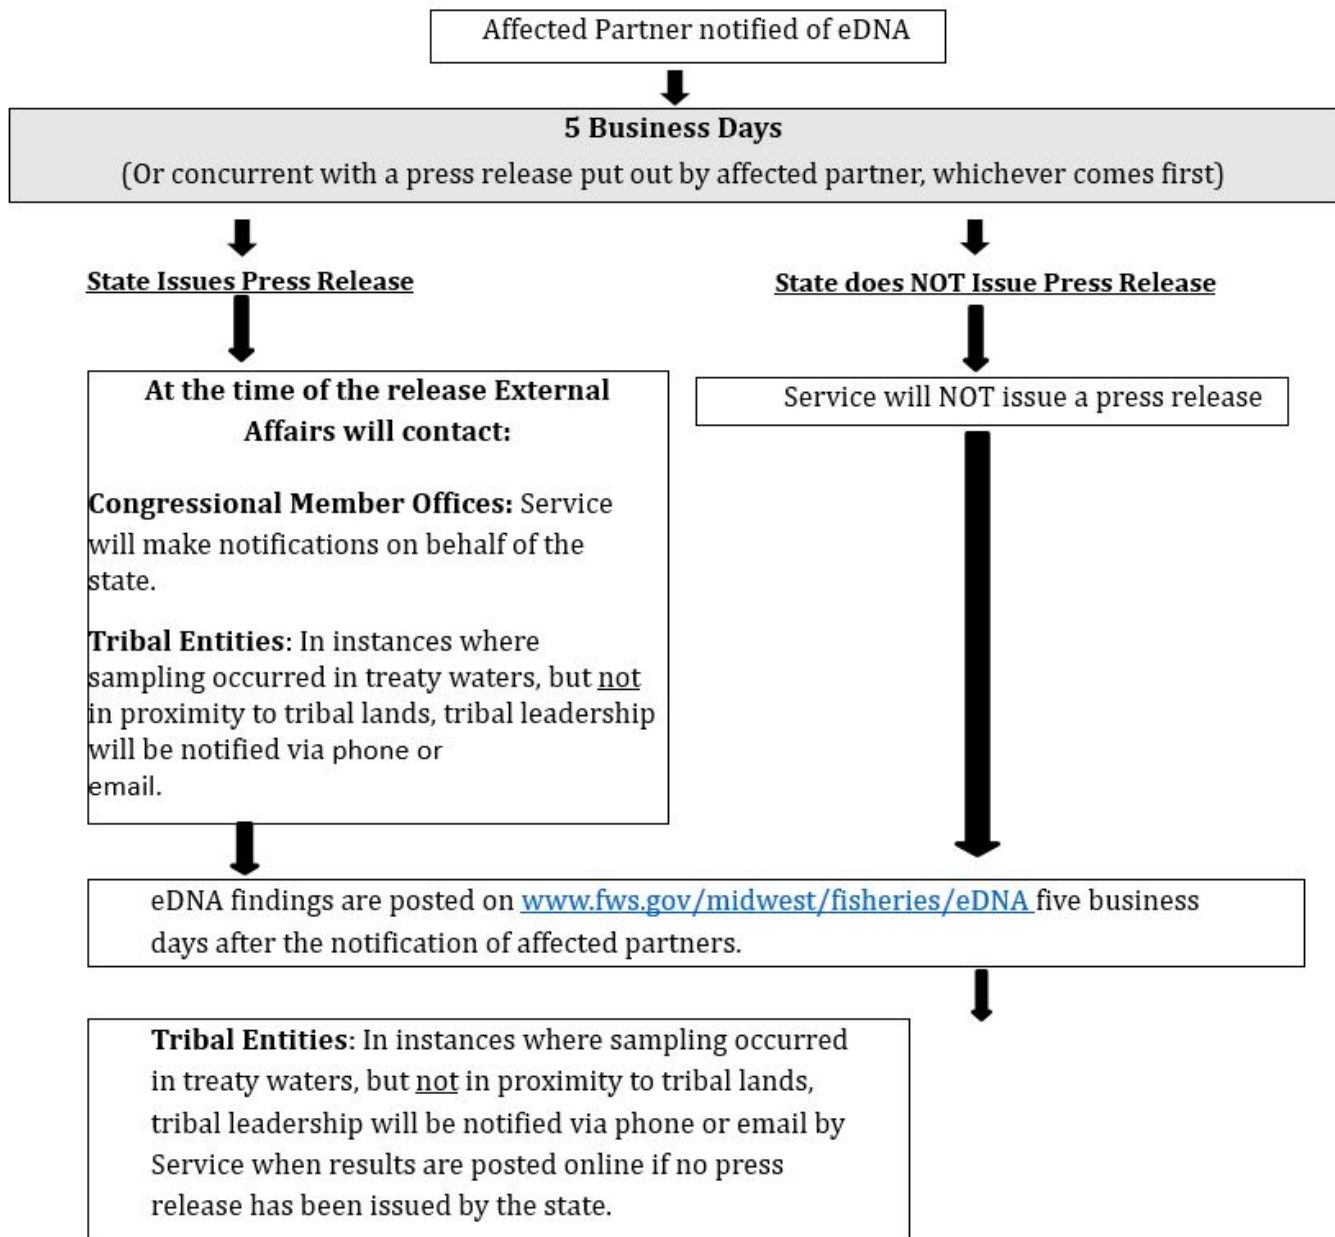 Affected Partner notified of eDNA
5 Business Days
(Or concurrent with a press release put out by affected partner, whichever comes first)
State Issues Press Release
State does NOT Issue Press Release
At the time of the release External
Affairs will contact:
Congressional Member Offices: Service
will make notifications on behalf of the
state.
Tribal Entities: In instances where
sampling occurred in treaty waters, but not
in proximity to tribal lands, tribal leadership
will be notified via phone or
email.
Service will NOT issue a press release
eDNA findings are posted on www.fws.gov/midwest/fisheries/eDNA five business
days after the notification of affected partners.
Tribal Entities: In instances where sampling occurred
in treaty waters, but not in proximity to tribal lands,
tribal leadership will be notified via phone or email by
Service when results are posted online if no press
release has been issued by the state.